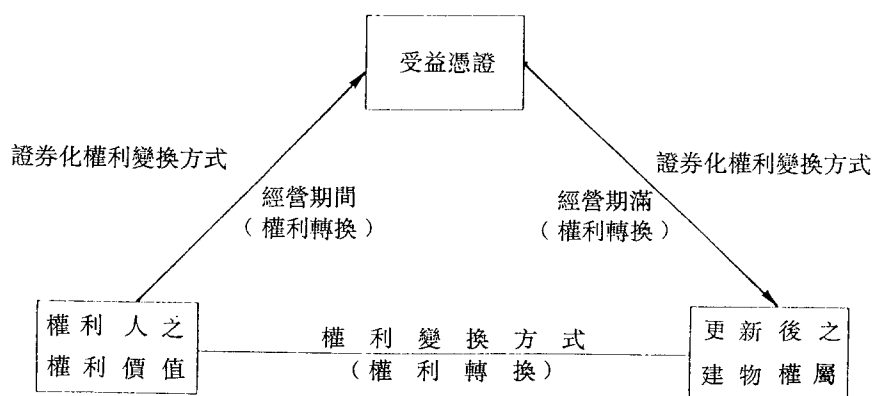 受益憑證
證券化權利變換方式
證券化權利變換方式
經營期間
（權利轉換）
經營期滿
（權利轉換）
權利人之
權利價值
權利變換方式
（權利轉換）
更新後之
建物權屬